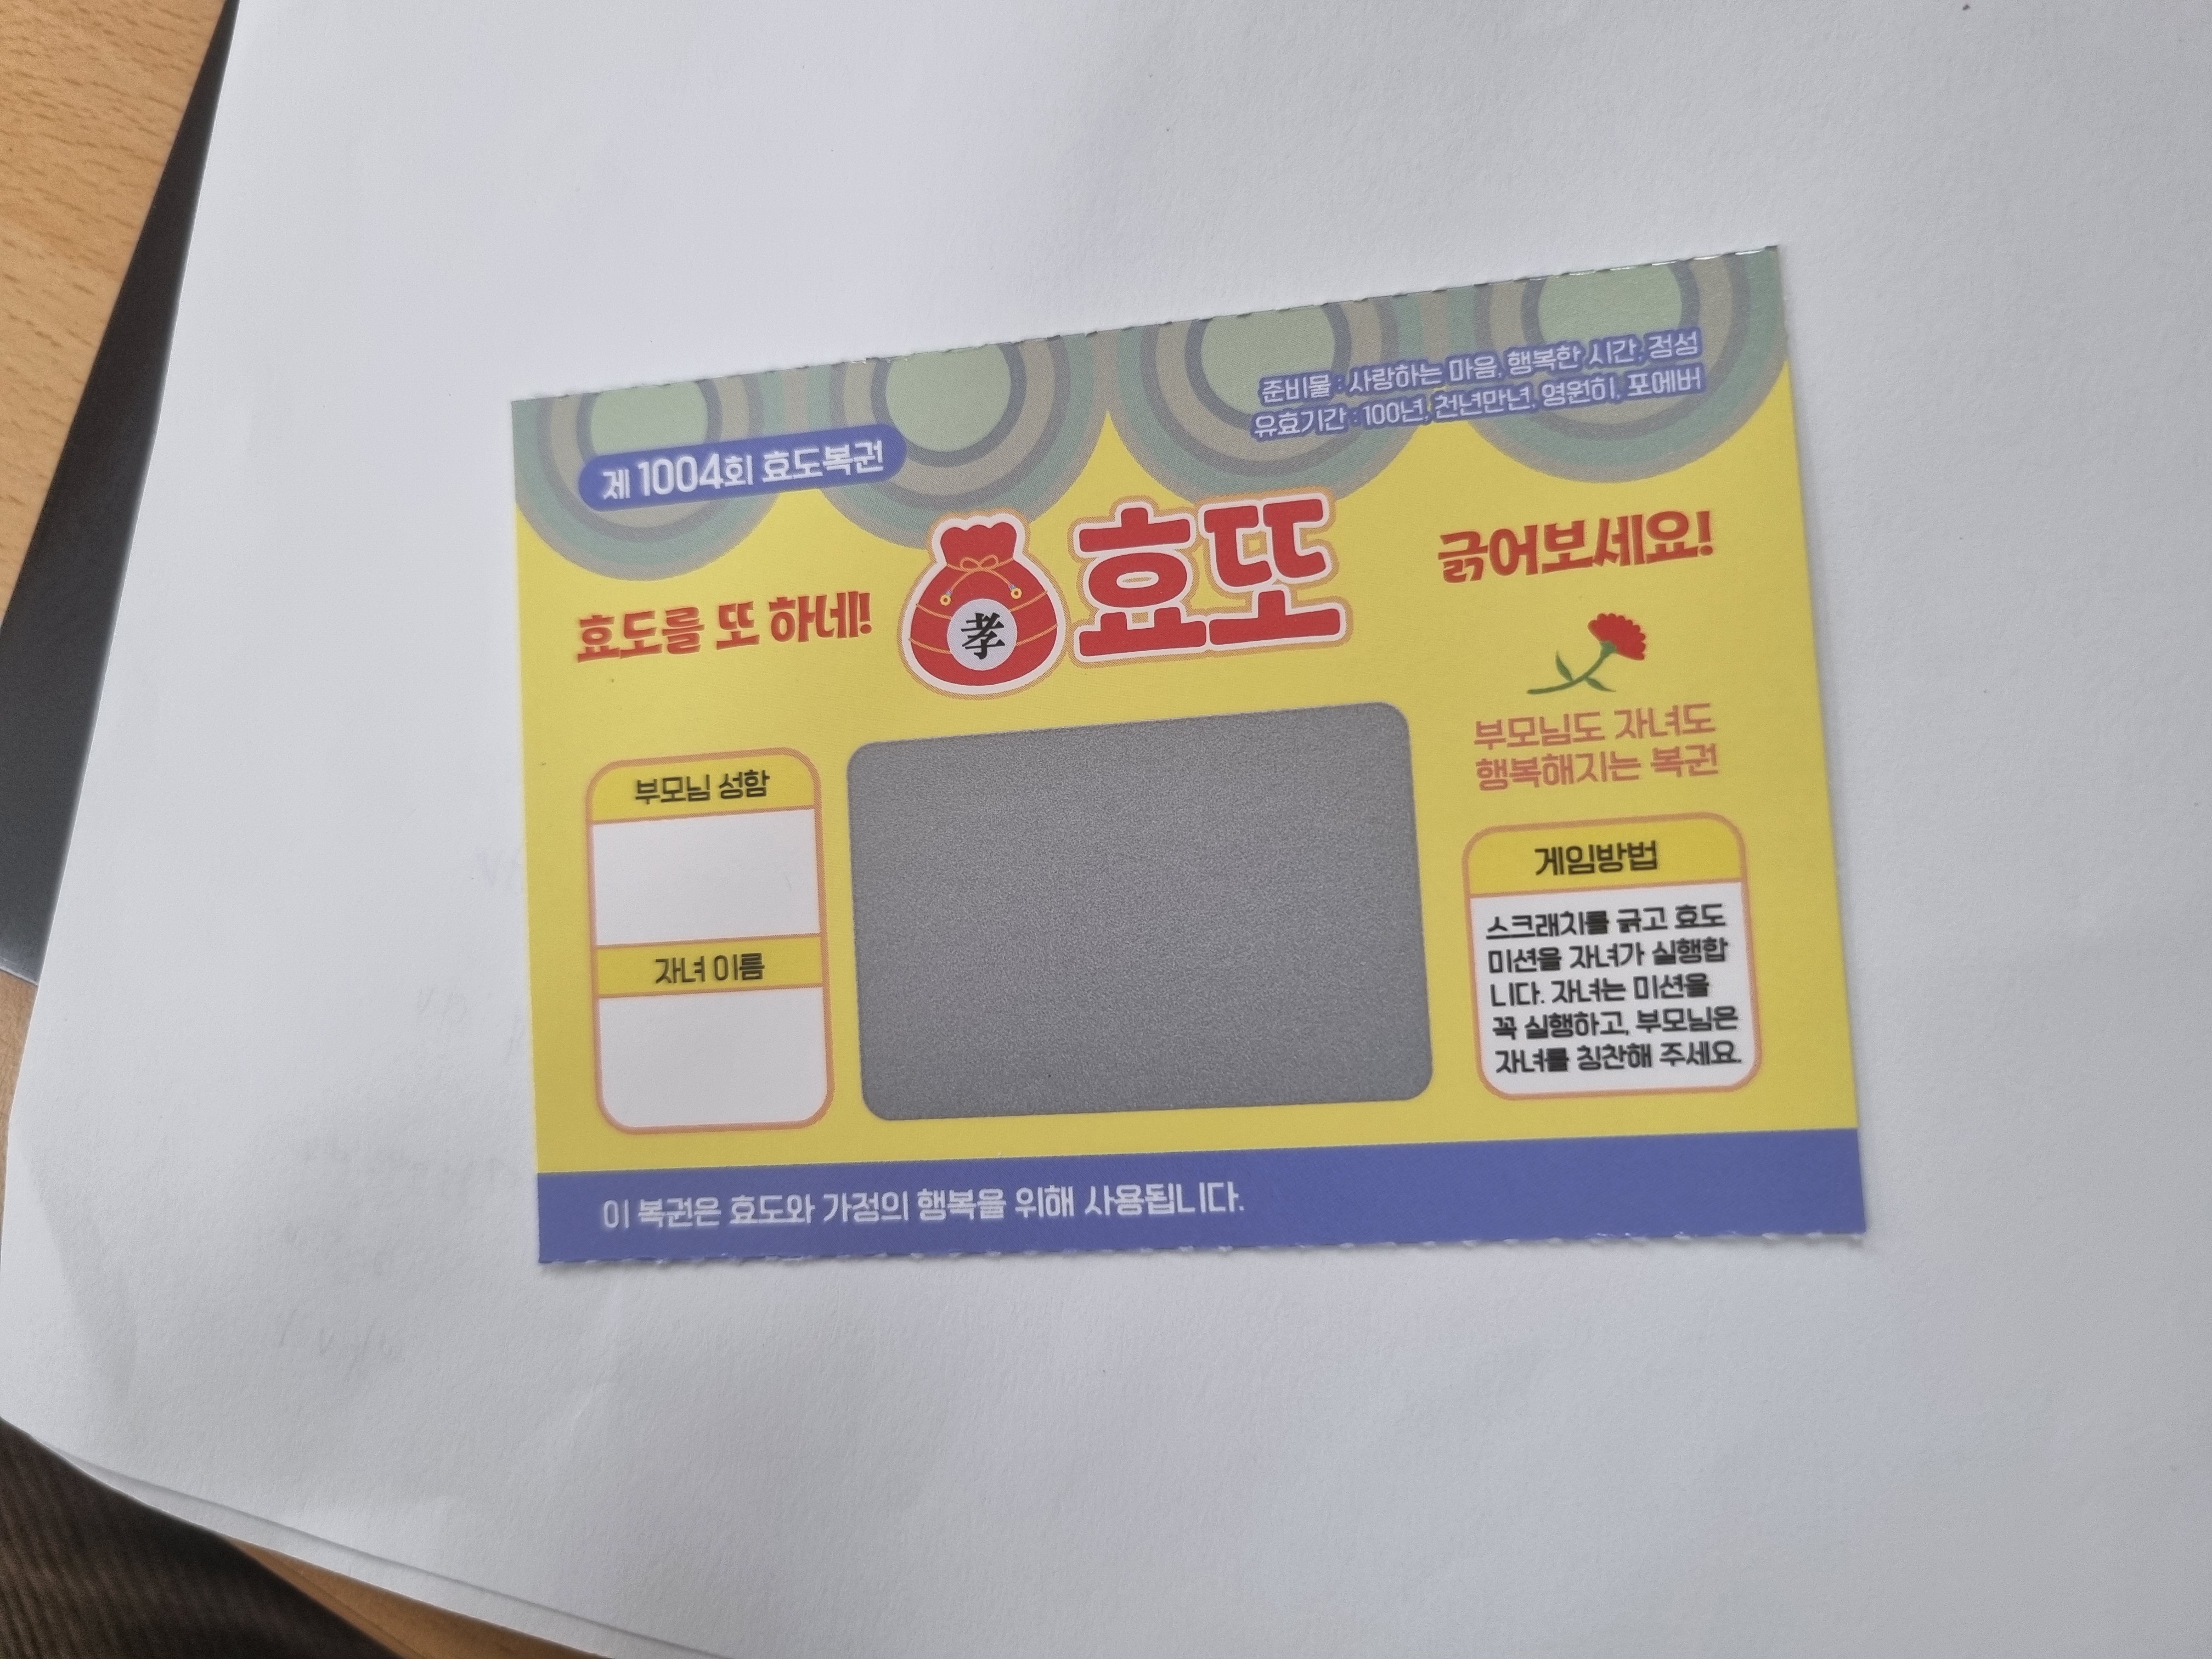 제 1004회 효도복권
준비물 : 사랑하는 마음, 행복한 시간, 정성
유효기간 : 100년, 천년만년, 영원히, 포에버
효도를 또 하네!
孝
효또
긁어보세요!
부모님 성함
자녀 이름
부모님도 자녀도
행복해지는 복권
게임방법
스크래치를 긁고 효도
미션을 자녀가 실행합
니다. 자녀는 미션을
꼭 실행하고, 부모님은
자녀를 칭찬해 주세요
이 복권은 효도와 가정의 행복을 위해 사용됩니다.